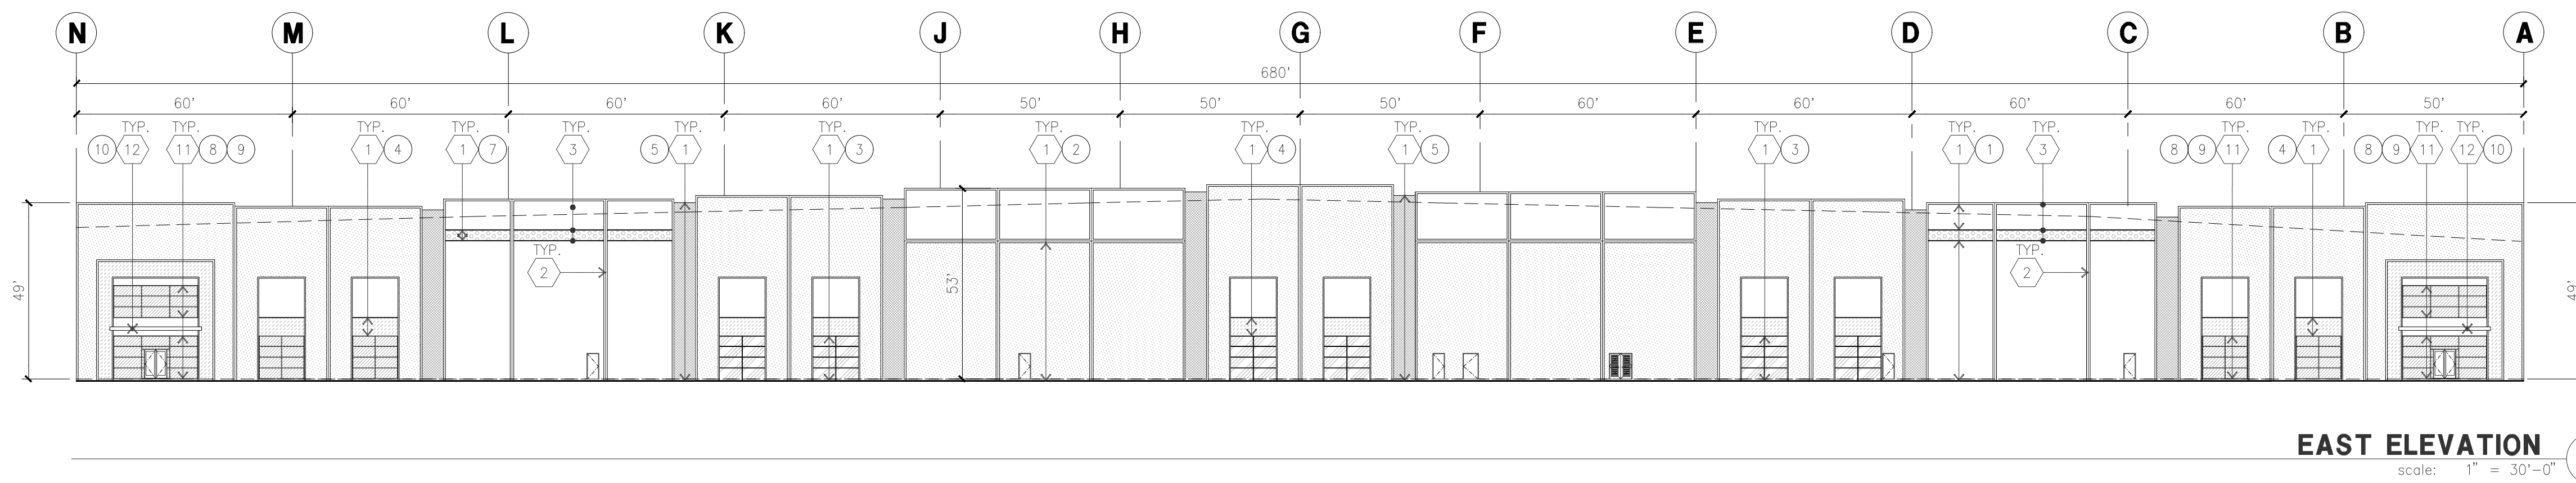 N M L K J H G F E D C B A
680'
60' 60' 60' 60' 50' 50' 50' 60' 60' 60' 60' 50'
TYP. TYP. TYP. TYP. TYP. TYP. TYP. TYP. TYP. TYP. TYP. TYP. TYP. TYP. TYP. TYP. TYP.
10 12 11 8 9 1 4 1 7 3 5 1 1 3 1 2 1 4 1 5 1 3 1 1 3 8 9 11 4 1 8 9 11 12 10
TYP. TYP.
2 2
49' 53' 49'
EAST ELEVATION
scale: 1" = 30'-0"